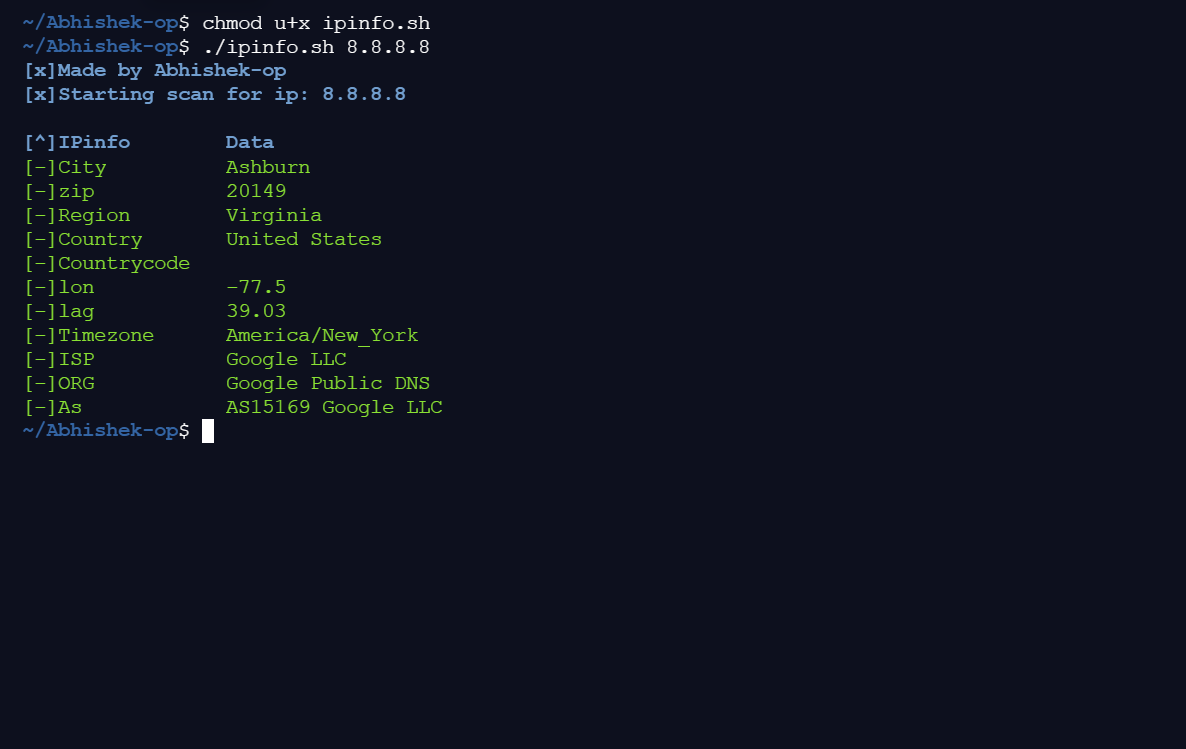 ~/Abhishek-op$ chmod u+x ipinfo.sh
~/Abhishek-op$ ./ipinfo.sh 8.8.8.8
[x]Made by Abhishek-op
[x]Starting scan for ip: 8.8.8.8
[^]IPinfo        Data
[-]City          Ashburn
[-]zip           20149
[-]Region        Virginia
[-]Country       United States
[-]Countrycode
[-]lon           -77.5
[-]lag           39.03
[-]Timezone      America/New_York
[-]ISP           Google LLC
[-]ORG           Google Public DNS
[-]As            AS15169 Google LLC
~/Abhishek-op$